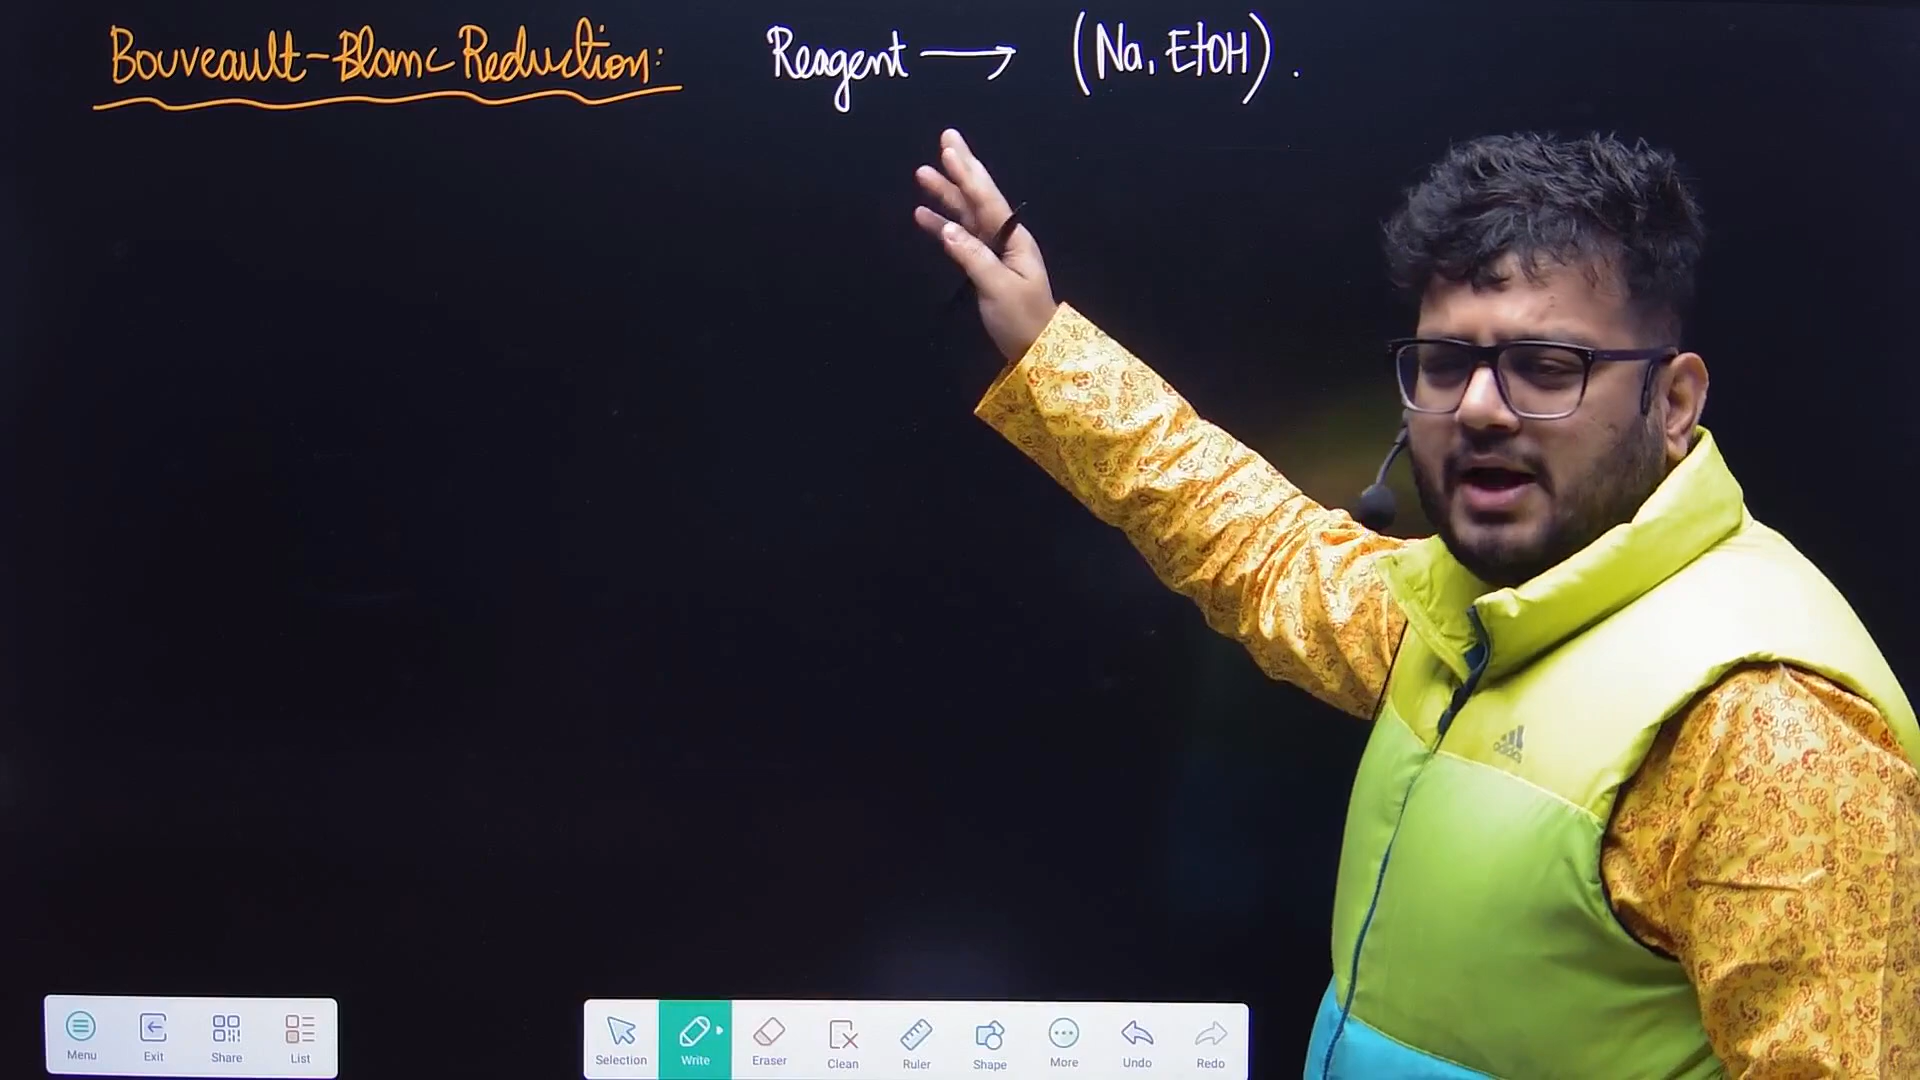 Bouveault-Blanc Reduction: Reagent ⟶ (Na, EtOH).
adidas
Menu Exit Share List
Selection Write Eraser Clean Ruler Shape More Undo Redo